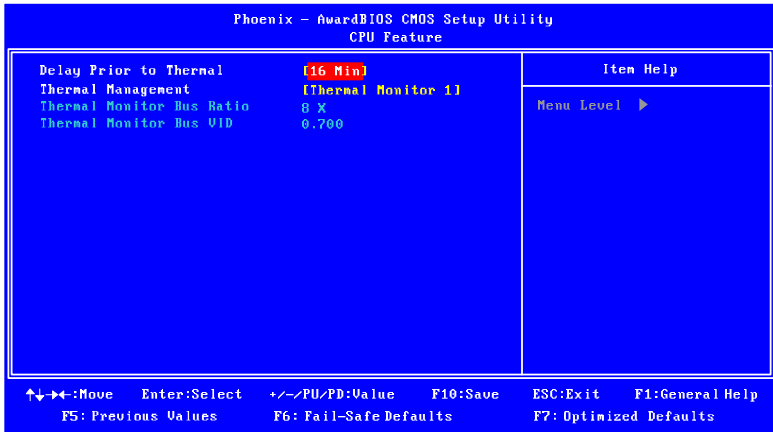 Phoenix – AwardBIOS CMOS Setup Utility
CPU Feature
Delay Prior to Thermal [16 Min]
Thermal Management [Thermal Monitor 1]
Thermal Monitor Bus Ratio 8 X
Thermal Monitor Bus VID 0.700
Item Help
Menu Level ▶
↑↓→←:Move Enter:Select +/-/PU/PD:Value F10:Save ESC:Exit F1:General Help
F5: Previous Values F6: Fail-Safe Defaults F7: Optimized Defaults